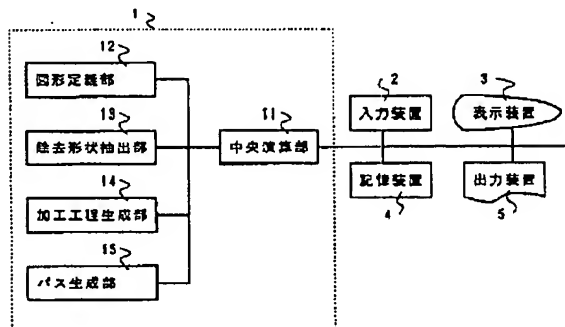 1
12
図形定義部
13
除去形状抽出部
14
加工工程生成部
15
パス生成部
11
中央演算部
2
入力装置
3
表示装置
記憶装置
4
出力装置
5